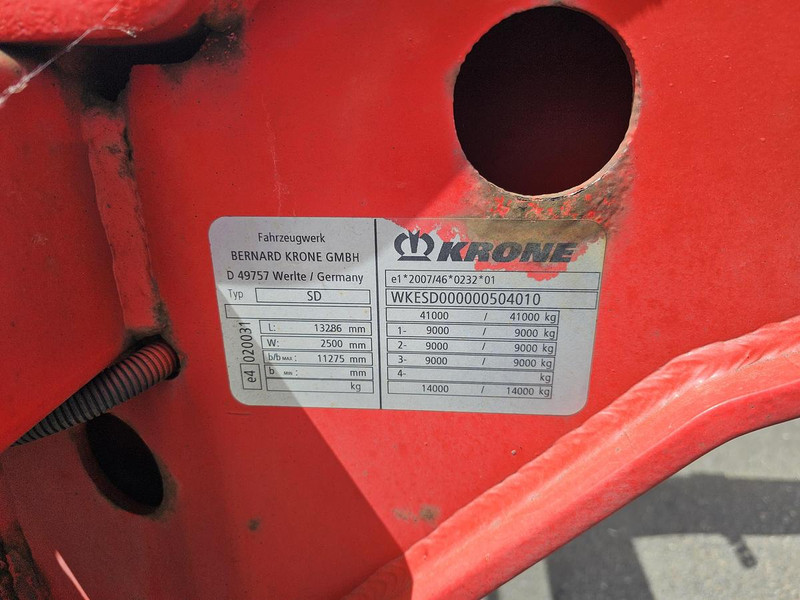 Fahrzeugwerk
BERNARD KRONE GMBH
D 49757 Werlte / Germany
Typ SD
L: 13286 mm
W: 2500 mm
b/b MAX: 11275 mm
b MIN: mm
kg
e4 020031
KRONE
e1*2007/46*0232*01
WKESD000000504010
41000 / 41000 kg
1- 9000 / 9000 kg
2- 9000 / 9000 kg
3- 9000 / 9000 kg
4- kg
14000 / 14000 kg